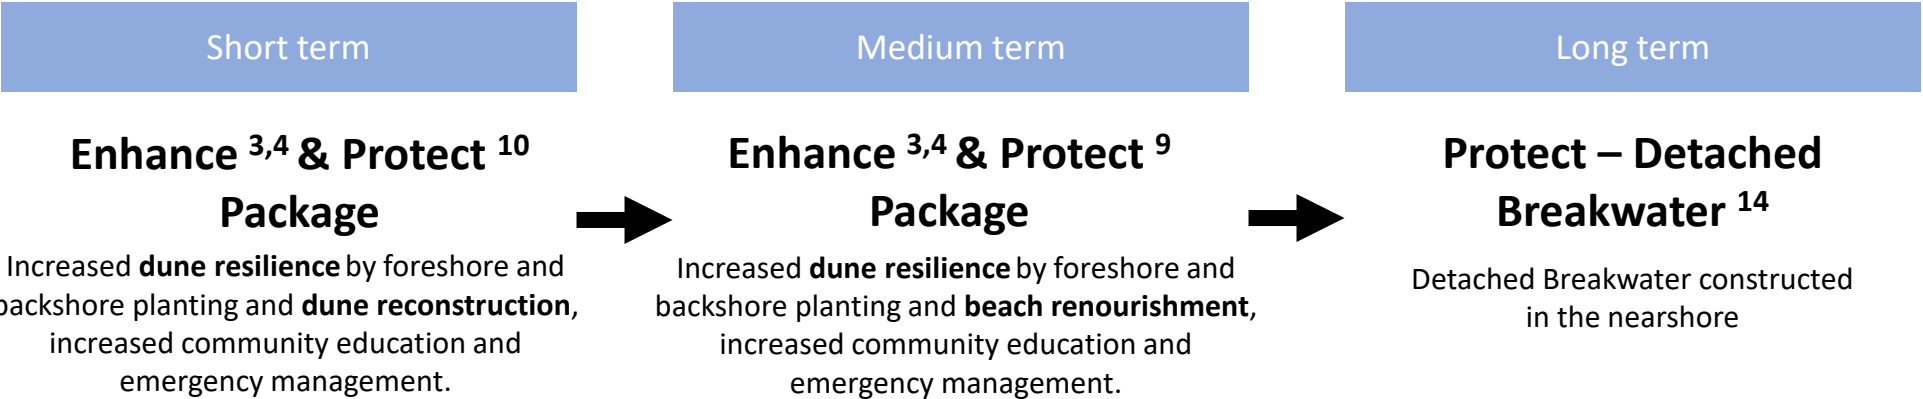 Short term
Enhance 3,4 & Protect 10
Package
Increased dune resilience by foreshore and
backshore planting and dune reconstruction,
increased community education and
emergency management.
Medium term
Enhance 3,4 & Protect 9
Package
Increased dune resilience by foreshore and
backshore planting and beach renourishment,
increased community education and
emergency management.
Long term
Protect – Detached
Breakwater 14
Detached Breakwater constructed
in the nearshore